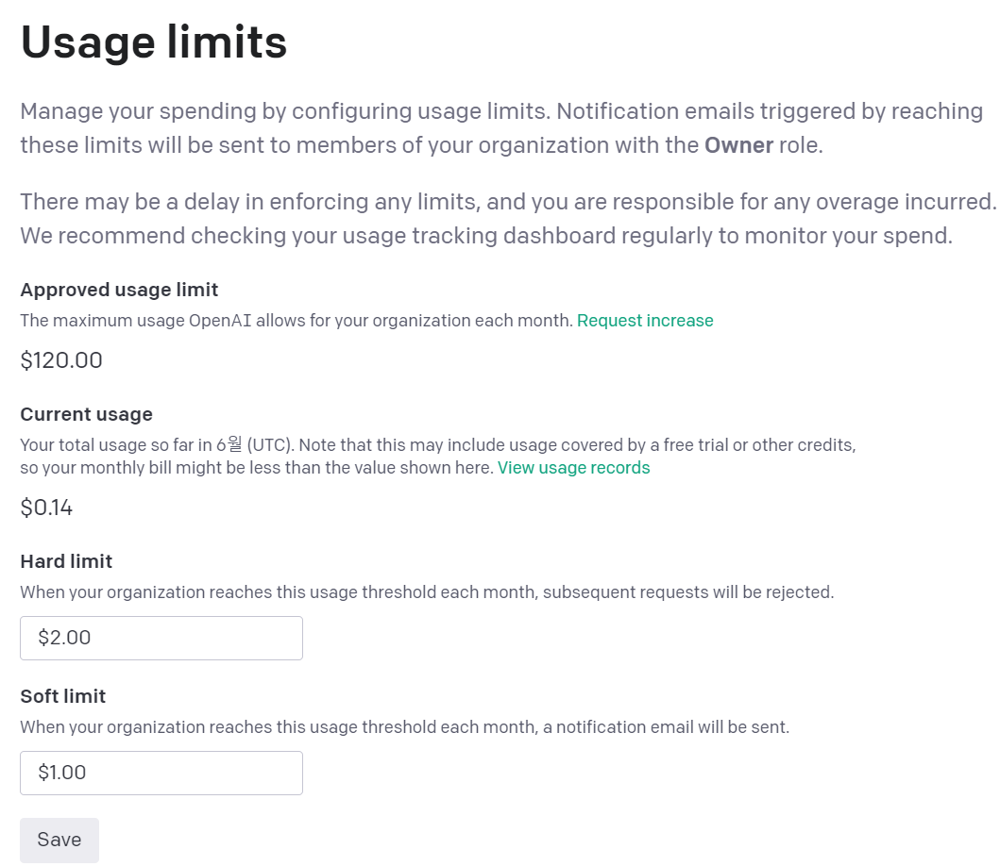 Usage limits
Manage your spending by configuring usage limits. Notification emails triggered by reaching
these limits will be sent to members of your organization with the Owner role.
There may be a delay in enforcing any limits, and you are responsible for any overage incurred.
We recommend checking your usage tracking dashboard regularly to monitor your spend.
Approved usage limit
The maximum usage OpenAI allows for your organization each month. Request increase
$120.00
Current usage
Your total usage so far in 6월 (UTC). Note that this may include usage covered by a free trial or other credits,
so your monthly bill might be less than the value shown here. View usage records
$0.14
Hard limit
When your organization reaches this usage threshold each month, subsequent requests will be rejected.
$2.00
Soft limit
When your organization reaches this usage threshold each month, a notification email will be sent.
$1.00
Save